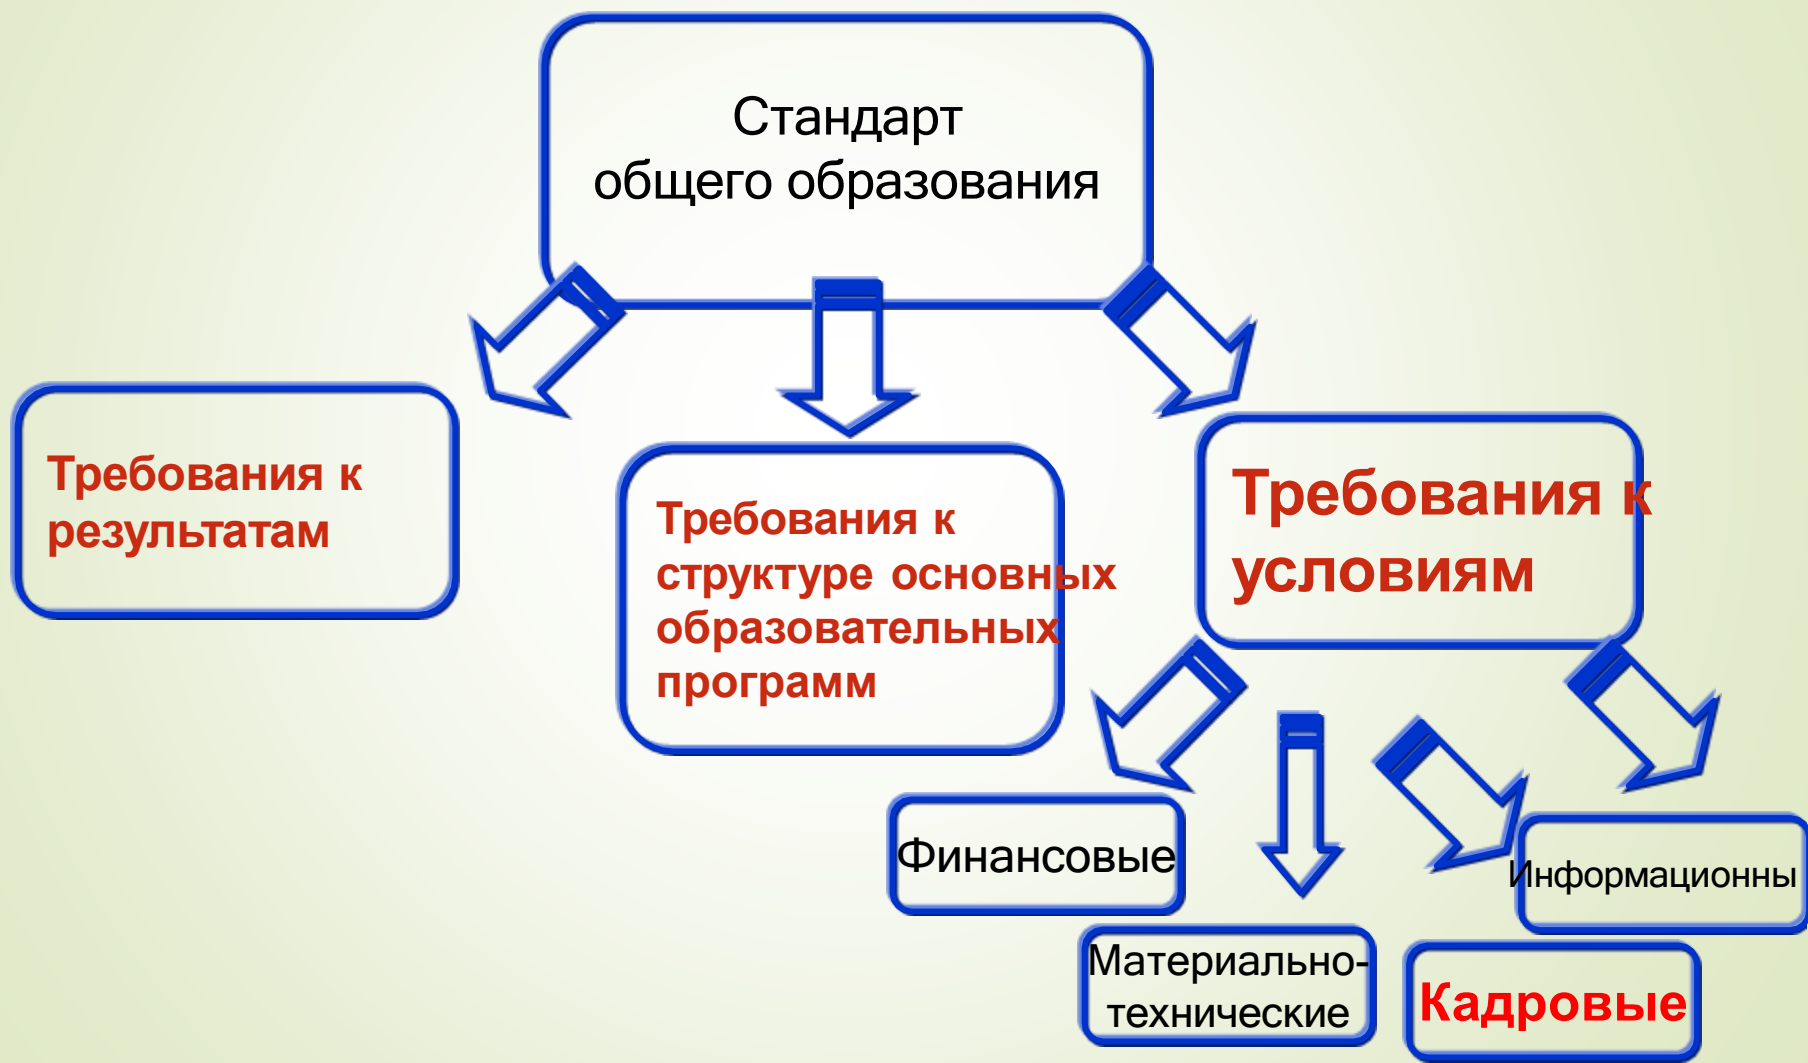 Стандарт
общего образования
Требования к
результатам
Требования к
структуре основных
образовательных
программ
Требования к
условиям
Финансовые
Материально-
технические
Кадровые
Информационны